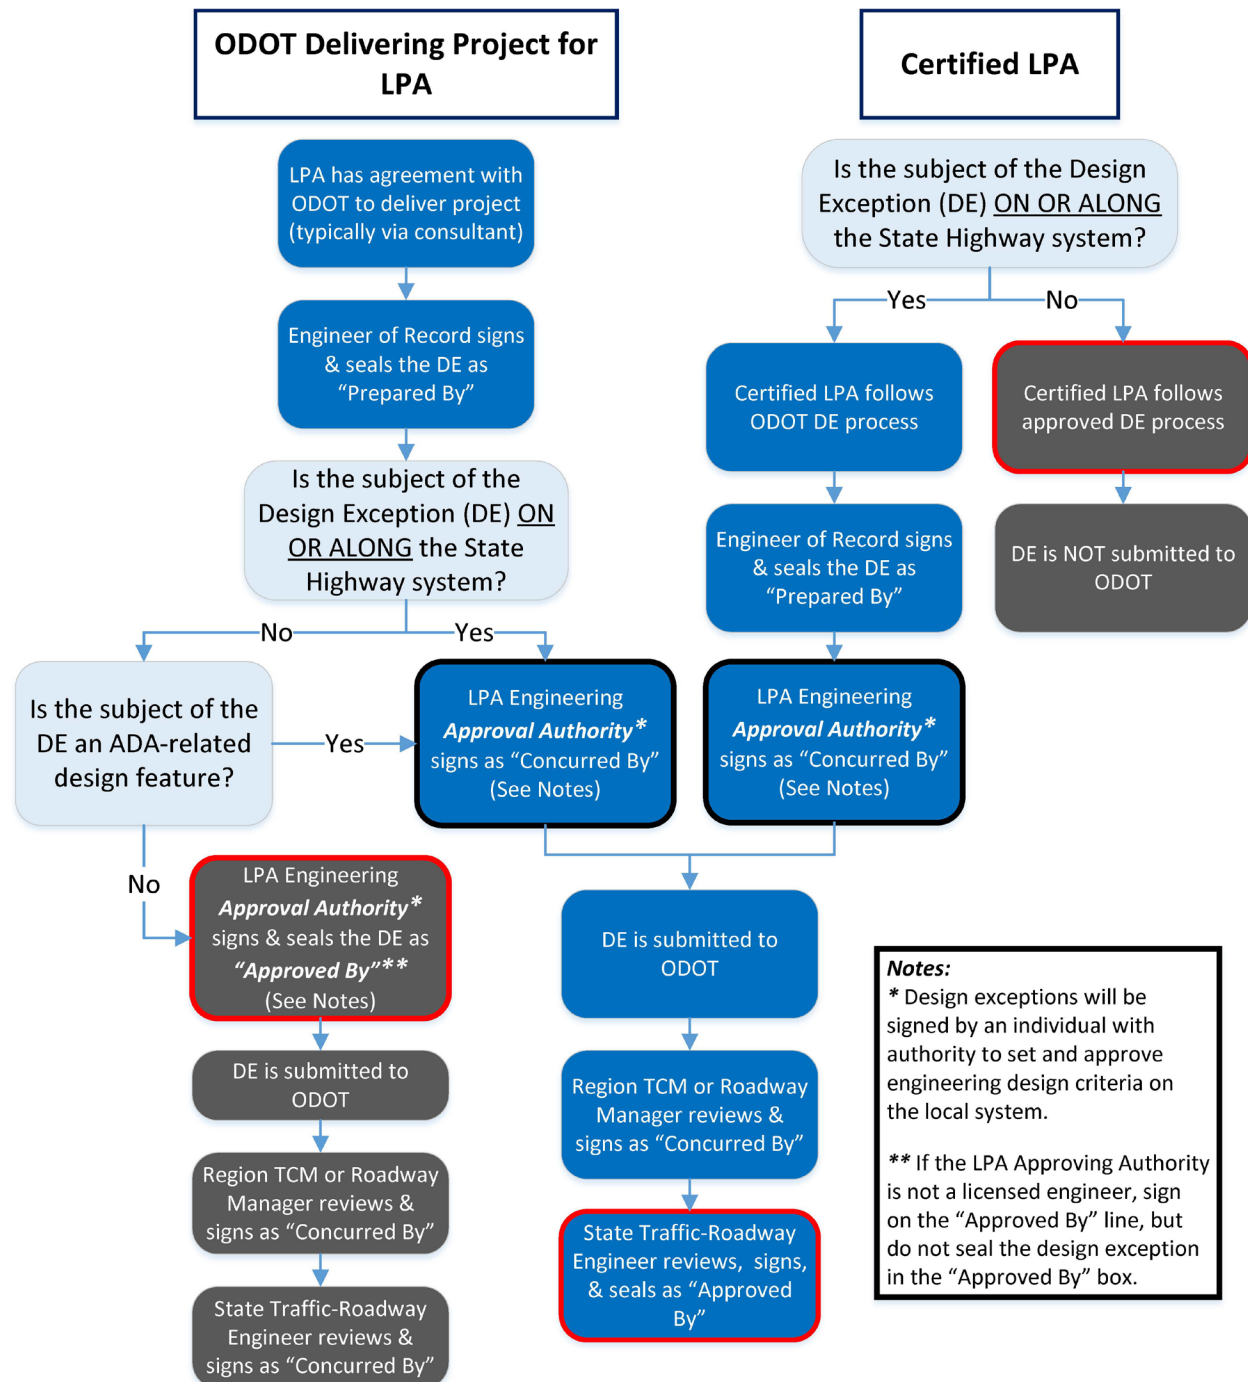 ODOT Delivering Project for
LPA
LPA has agreement with
ODOT to deliver project
(typically via consultant)
Engineer of Record signs
& seals the DE as
“Prepared By”
Is the subject of the
Design Exception (DE) ON
OR ALONG the State
Highway system?
No
Yes
Is the subject of the
DE an ADA-related
design feature?
Yes
LPA Engineering
Approval Authority*
signs as “Concurred By”
(See Notes)
No
LPA Engineering
Approval Authority*
signs & seals the DE as
“Approved By”**
(See Notes)
DE is submitted to
ODOT
Region TCM or Roadway
Manager reviews &
signs as “Concurred By”
State Traffic-Roadway
Engineer reviews &
signs as “Concurred By”
Certified LPA
Is the subject of the Design
Exception (DE) ON OR ALONG
the State Highway system?
Yes
No
Certified LPA follows
ODOT DE process
Certified LPA follows
approved DE process
Engineer of Record signs
& seals the DE as
“Prepared By”
DE is NOT submitted to
ODOT
LPA Engineering
Approval Authority*
signs as “Concurred By”
(See Notes)
DE is submitted to
ODOT
Region TCM or Roadway
Manager reviews &
signs as “Concurred By”
State Traffic-Roadway
Engineer reviews, signs,
& seals as “Approved
By”
Notes:
* Design exceptions will be
signed by an individual with
authority to set and approve
engineering design criteria on
the local system.
** If the LPA Approving Authority
is not a licensed engineer, sign
on the “Approved By” line, but
do not seal the design exception
in the “Approved By” box.